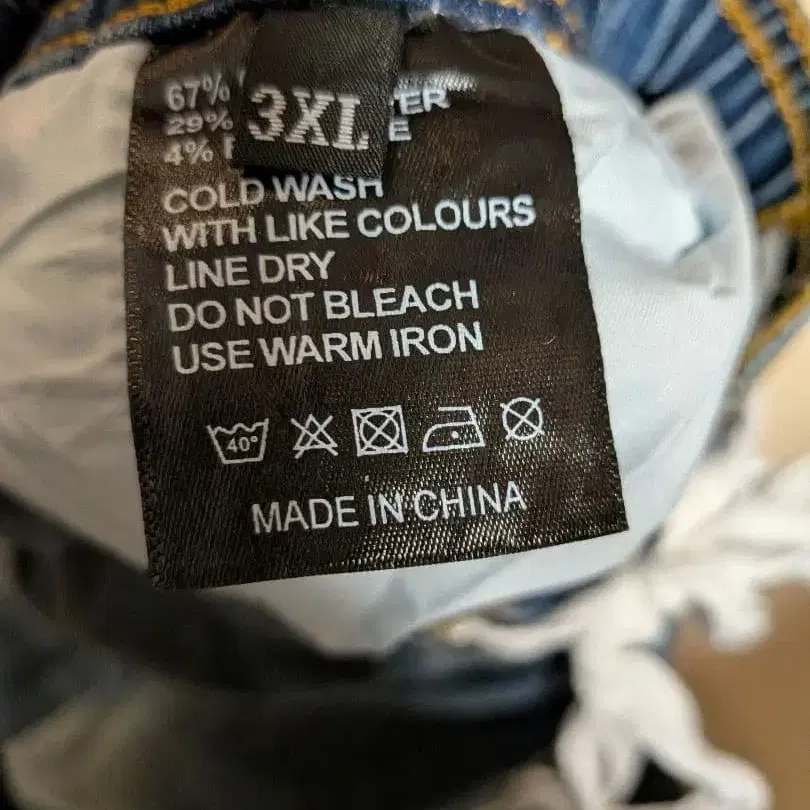 67%
29%
4%
3XL
COLD WASH
WITH LIKE COLOURS
LINE DRY
DO NOT BLEACH
USE WARM IRON
40°
MADE IN CHINA